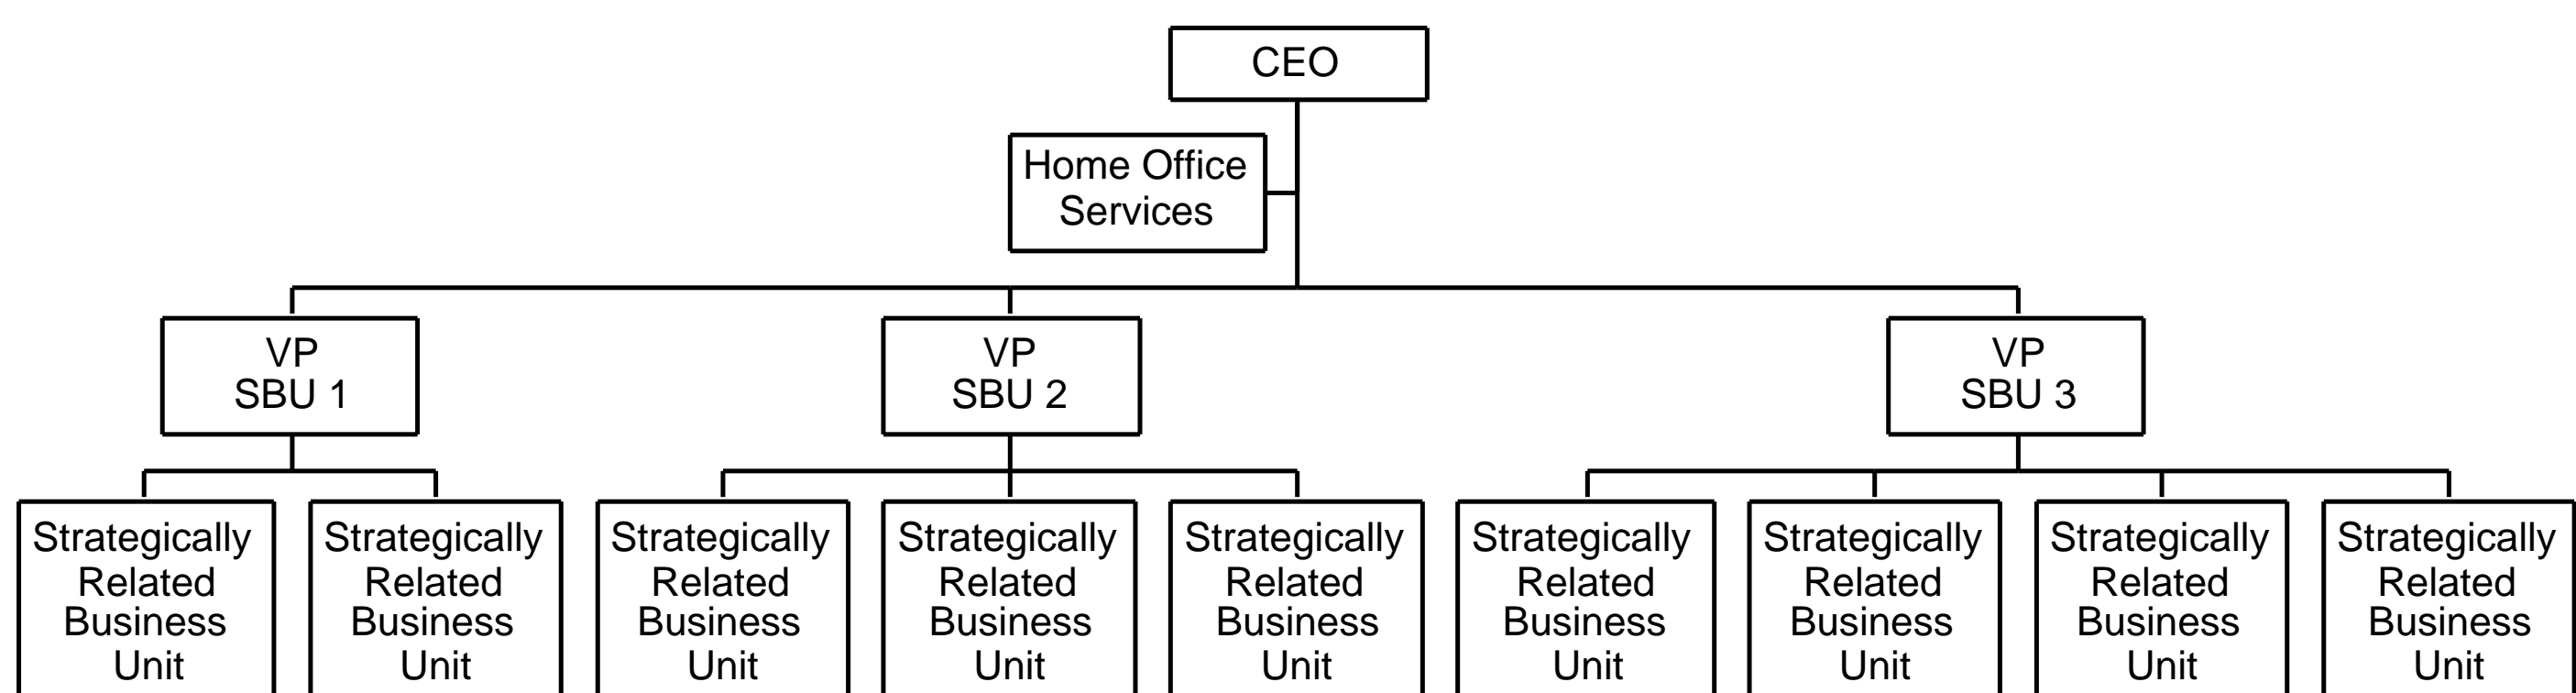 CEO
Home Office
Services
VP
SBU 1
VP
SBU 2
VP
SBU 3
Strategically
Related
Business
Unit
Strategically
Related
Business
Unit
Strategically
Related
Business
Unit
Strategically
Related
Business
Unit
Strategically
Related
Business
Unit
Strategically
Related
Business
Unit
Strategically
Related
Business
Unit
Strategically
Related
Business
Unit
Strategically
Related
Business
Unit